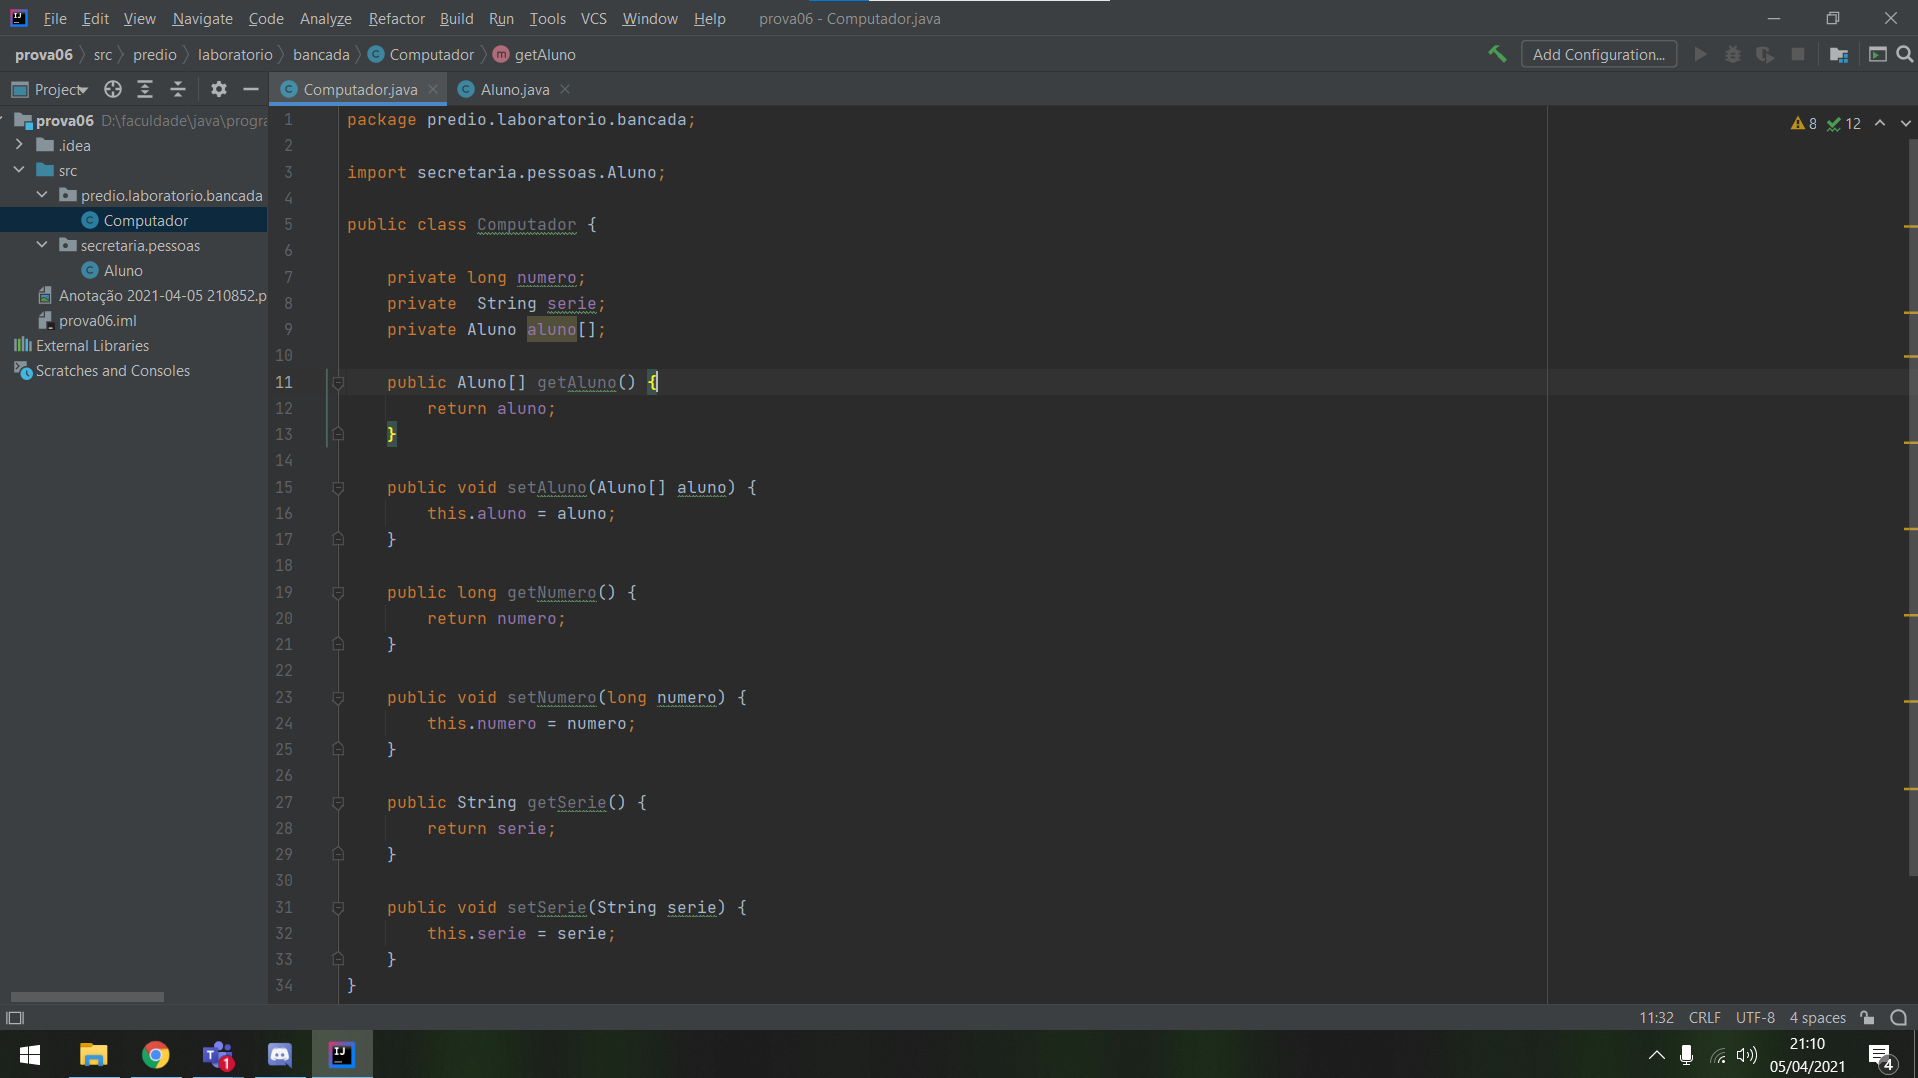 File Edit View Navigate Code Analyze Refactor Build Run Tools VCS Window Help prova06 - Computador.java
prova06 src predio laboratorio bancada Computador getAluno Add Configuration...
Project Computador.java Aluno.java
prova06 D:\faculdade\java\progra
.idea
src
predio.laboratorio.bancada
Computador
secretaria.pessoas
Aluno
Anotação 2021-04-05 210852.p
prova06.iml
External Libraries
Scratches and Consoles
8 12
1 package predio.laboratorio.bancada;
2
3 import secretaria.pessoas.Aluno;
4
5 public class Computador {
6
7 private long numero;
8 private  String serie;
9 private Aluno aluno[];
10
11 public Aluno[] getAluno() {
12 return aluno;
13 }
14
15 public void setAluno(Aluno[] aluno) {
16 this.aluno = aluno;
17 }
18
19 public long getNumero() {
20 return numero;
21 }
22
23 public void setNumero(long numero) {
24 this.numero = numero;
25 }
26
27 public String getSerie() {
28 return serie;
29 }
30
31 public void setSerie(String serie) {
32 this.serie = serie;
33 }
34 }
11:32 CRLF UTF-8 4 spaces
1
21:10
05/04/2021
4